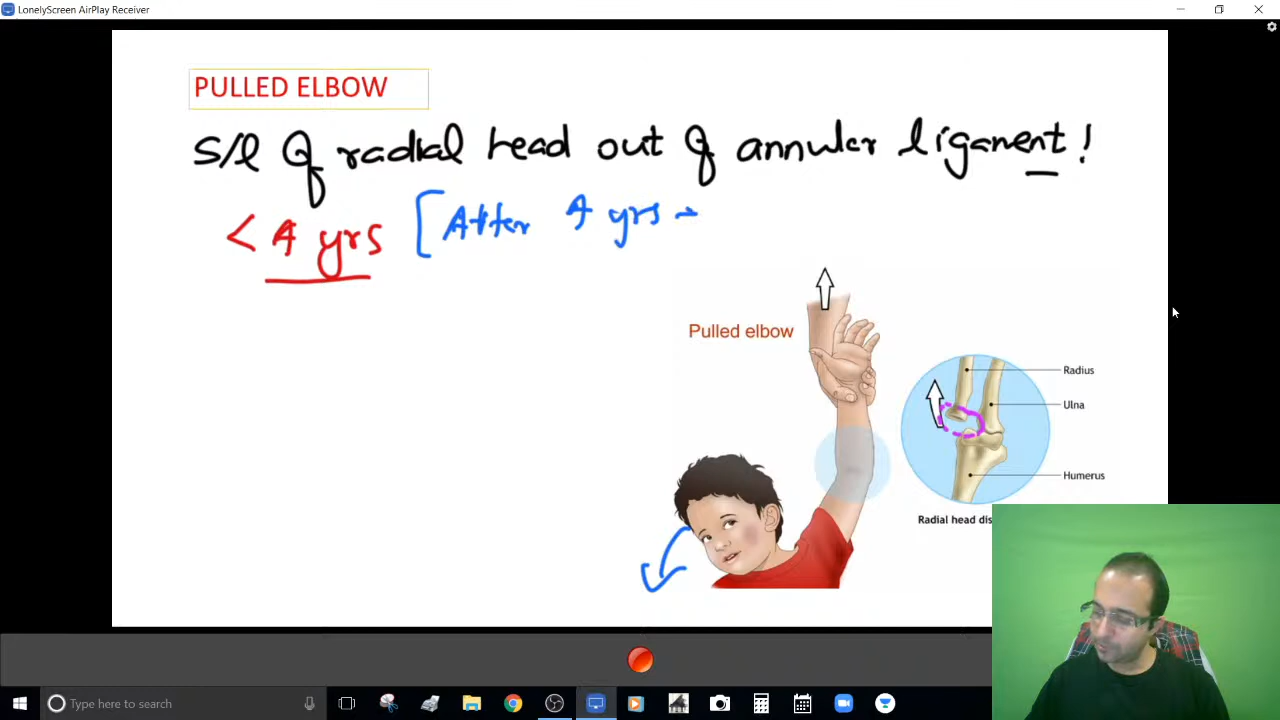 LonelyScreen AirPlay Receiver
PULLED ELBOW
S/l of radial head out of annular ligament!
< 4 yrs [After 4 yrs →
Pulled elbow
Radius
Ulna
Humerus
Radial head dis
Type here to search